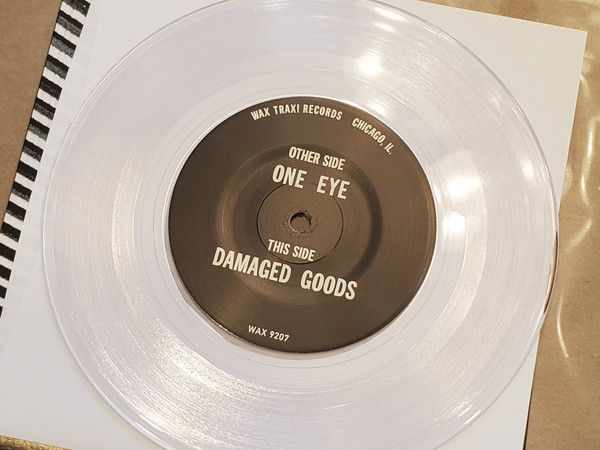 WAX TRAX! RECORDS CHICAGO, IL.
OTHER SIDE
ONE EYE
THIS SIDE
DAMAGED GOODS
WAX 9207